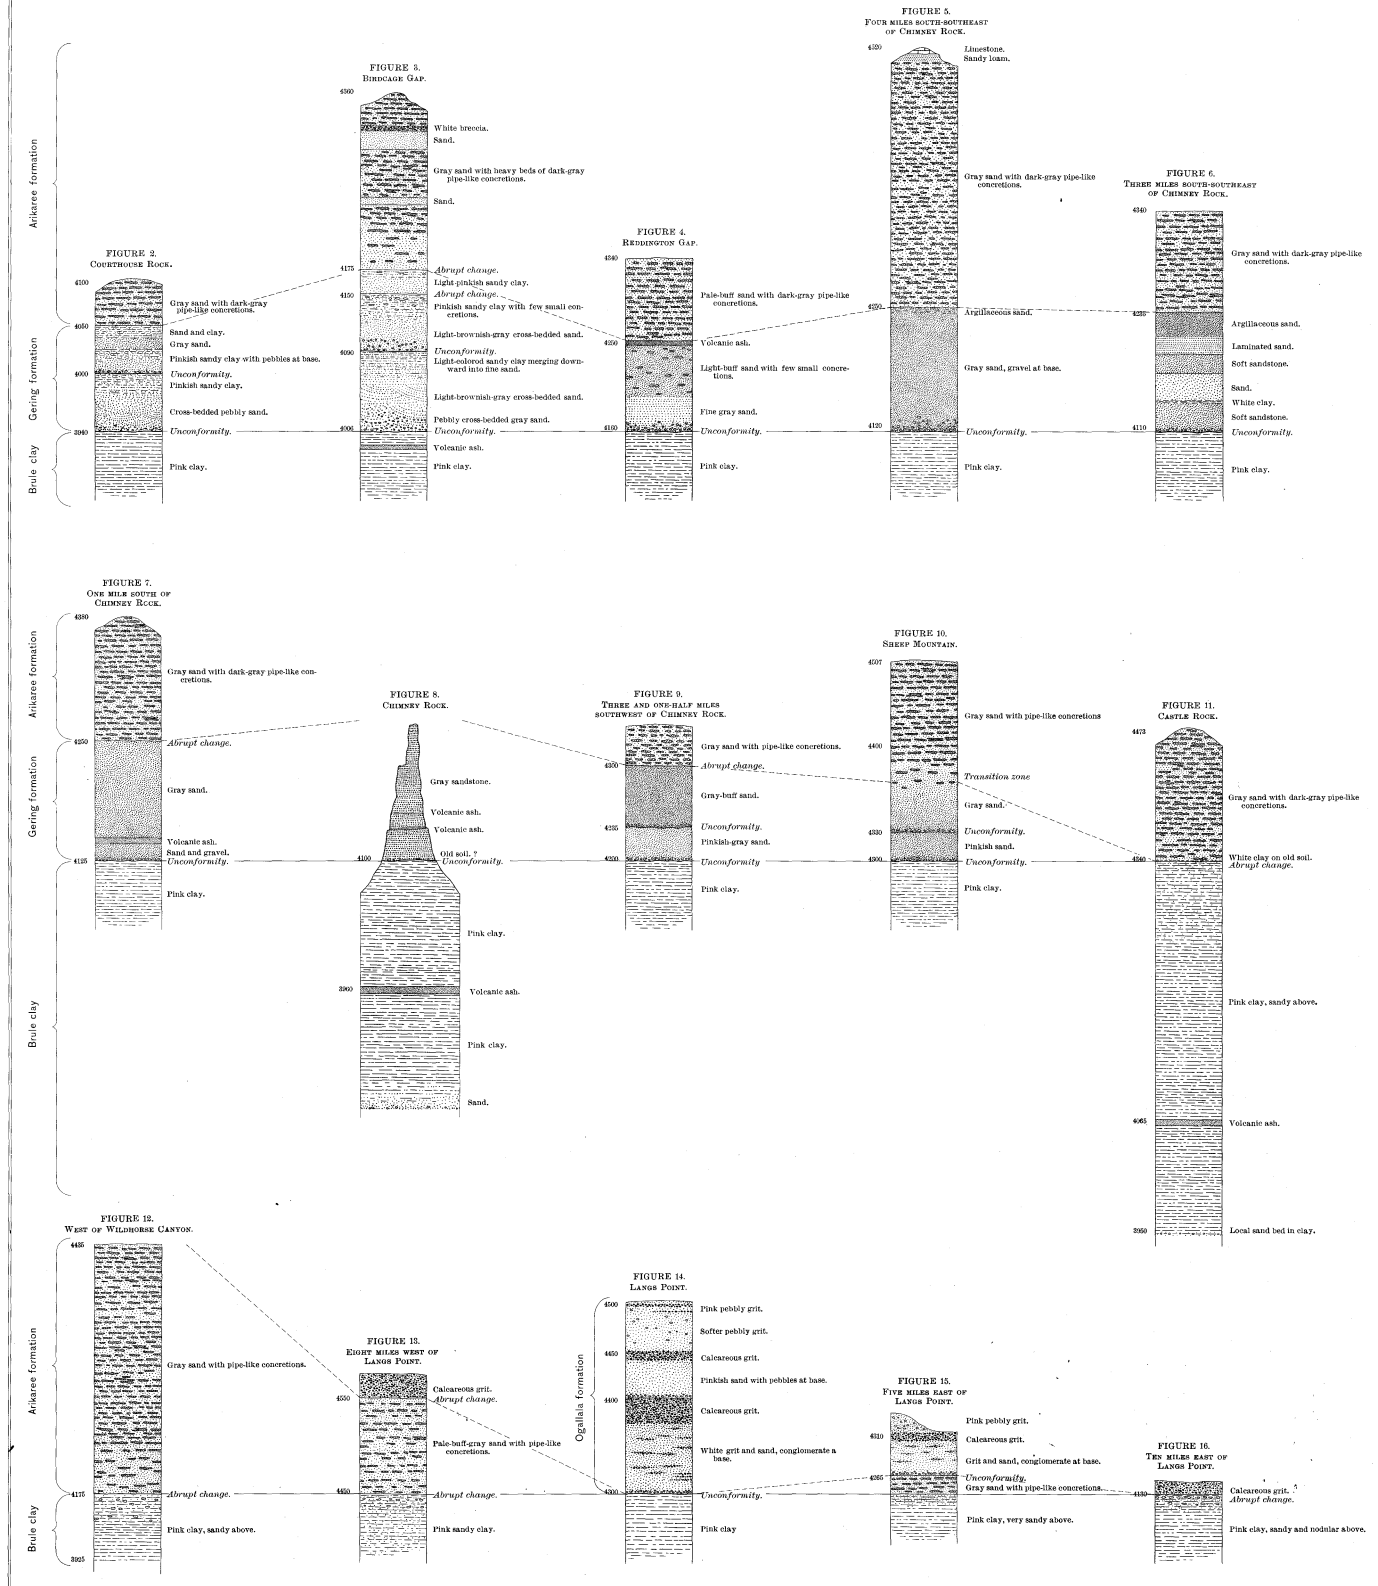 FIGURE 2.
COURTHOUSE ROCK.
4100
Gray sand with dark-gray
pipe-like concretions.
4050
Sand and clay.
Gray sand.
Pinkish sandy clay with pebbles at base.
4000
Unconformity.
Pinkish sandy clay.
Cross-bedded pebbly sand.
3940
Unconformity.
Pink clay.
Arikaree formation
Gering formation
Brule clay
FIGURE 3.
BIRDCAGE GAP.
4360
White breccia.
Sand.
Gray sand with heavy beds of dark-gray
pipe-like concretions.
Sand.
4175
Abrupt change.
Light-pinkish sandy clay.
4150
Abrupt change.
Pinkish sandy clay with few small con-
cretions.
Light-brownish-gray cross-bedded sand.
4090
Unconformity.
Light-colored sandy clay merging down-
ward into fine sand.
Light-brownish-gray cross-bedded sand.
Pebbly cross-bedded gray sand.
4006
Unconformity.
Volcanic ash.
Pink clay.
FIGURE 4.
REDDINGTON GAP.
4340
Pale-buff sand with dark-gray pipe-like
concretions.
4250
Volcanic ash.
Light-buff sand with few small concre-
tions.
Fine gray sand.
4160
Unconformity.
Pink clay.
FIGURE 5.
FOUR MILES SOUTH-SOUTHEAST
OF CHIMNEY ROCK.
4520
Limestone.
Sandy loam.
Gray sand with dark-gray pipe-like
concretions.
4250
Argillaceous sand.
Gray sand, gravel at base.
4120
Unconformity.
Pink clay.
FIGURE 6.
THREE MILES SOUTH-SOUTHEAST
OF CHIMNEY ROCK.
4340
Gray sand with dark-gray pipe-like
concretions.
4235
Argillaceous sand.
Laminated sand.
Soft sandstone.
Sand.
White clay.
Soft sandstone.
4110
Unconformity.
Pink clay.
FIGURE 7.
ONE MILE SOUTH OF
CHIMNEY ROCK.
4380
Gray sand with dark-gray pipe-like con-
cretions.
4250
Abrupt change.
Gray sand.
Volcanic ash.
Sand and gravel.
4125
Unconformity.
Pink clay.
Arikaree formation
Gering formation
Brule clay
FIGURE 8.
CHIMNEY ROCK.
Gray sandstone.
Volcanic ash.
Volcanic ash.
Old soil. ?
4100
Unconformity.
Pink clay.
3960
Volcanic ash.
Pink clay.
Sand.
FIGURE 9.
THREE AND ONE-HALF MILES
SOUTHWEST OF CHIMNEY ROCK.
Gray sand with pipe-like concretions.
4300
Abrupt change.
Gray-buff sand.
4235
Unconformity.
Pinkish-gray sand.
4200
Unconformity
Pink clay.
FIGURE 10.
SHEEP MOUNTAIN.
4507
Gray sand with pipe-like concretions
4400
Transition zone
Gray sand.
4330
Unconformity.
Pinkish sand.
4300
Unconformity.
Pink clay.
FIGURE 11.
CASTLE ROCK.
4473
Gray sand with dark-gray pipe-like
concretions.
White clay on old soil.
4340
Abrupt change.
Pink clay, sandy above.
4065
Volcanic ash.
3950
Local sand bed in clay.
FIGURE 12.
WEST OF WILDHORSE CANYON.
4435
Gray sand with pipe-like concretions.
4175
Abrupt change.
Pink clay, sandy above.
3925
Arikaree formation
Brule clay
FIGURE 13.
EIGHT MILES WEST OF
LANGS POINT.
Calcareous grit.
4550
Abrupt change.
Pale-buff-gray sand with pipe-like
concretions.
4450
Abrupt change.
Pink sandy clay.
FIGURE 14.
LANGS POINT.
Ogallala formation
4500
Pink pebbly grit.
Softer pebbly grit.
4450
Calcareous grit.
Pinkish sand with pebbles at base.
4400
Calcareous grit.
White grit and sand, conglomerate a
base.
4300
Unconformity.
Pink clay
FIGURE 15.
FIVE MILES EAST OF
LANGS POINT.
Pink pebbly grit.
4310
Calcareous grit.
Grit and sand, conglomerate at base.
4265
Unconformity.
Gray sand with pipe-like concretions.
Pink clay, very sandy above.
FIGURE 16.
TEN MILES EAST OF
LANGS POINT.
Calcareous grit.
4130
Abrupt change.
Pink clay, sandy and nodular above.